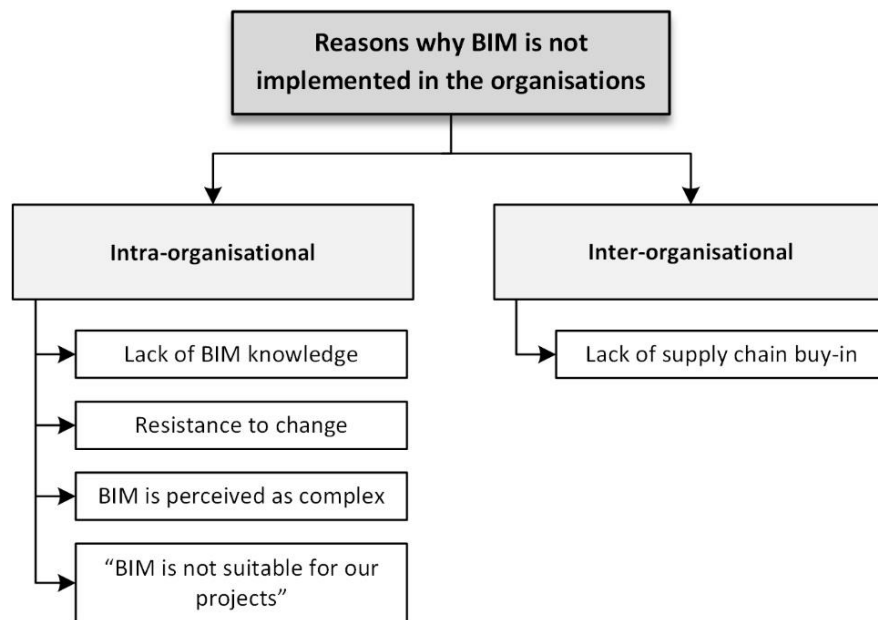 Reasons why BIM is not
implemented in the organisations
Intra-organisational
Inter-organisational
Lack of BIM knowledge
Lack of supply chain buy-in
Resistance to change
BIM is perceived as complex
“BIM is not suitable for our
projects”